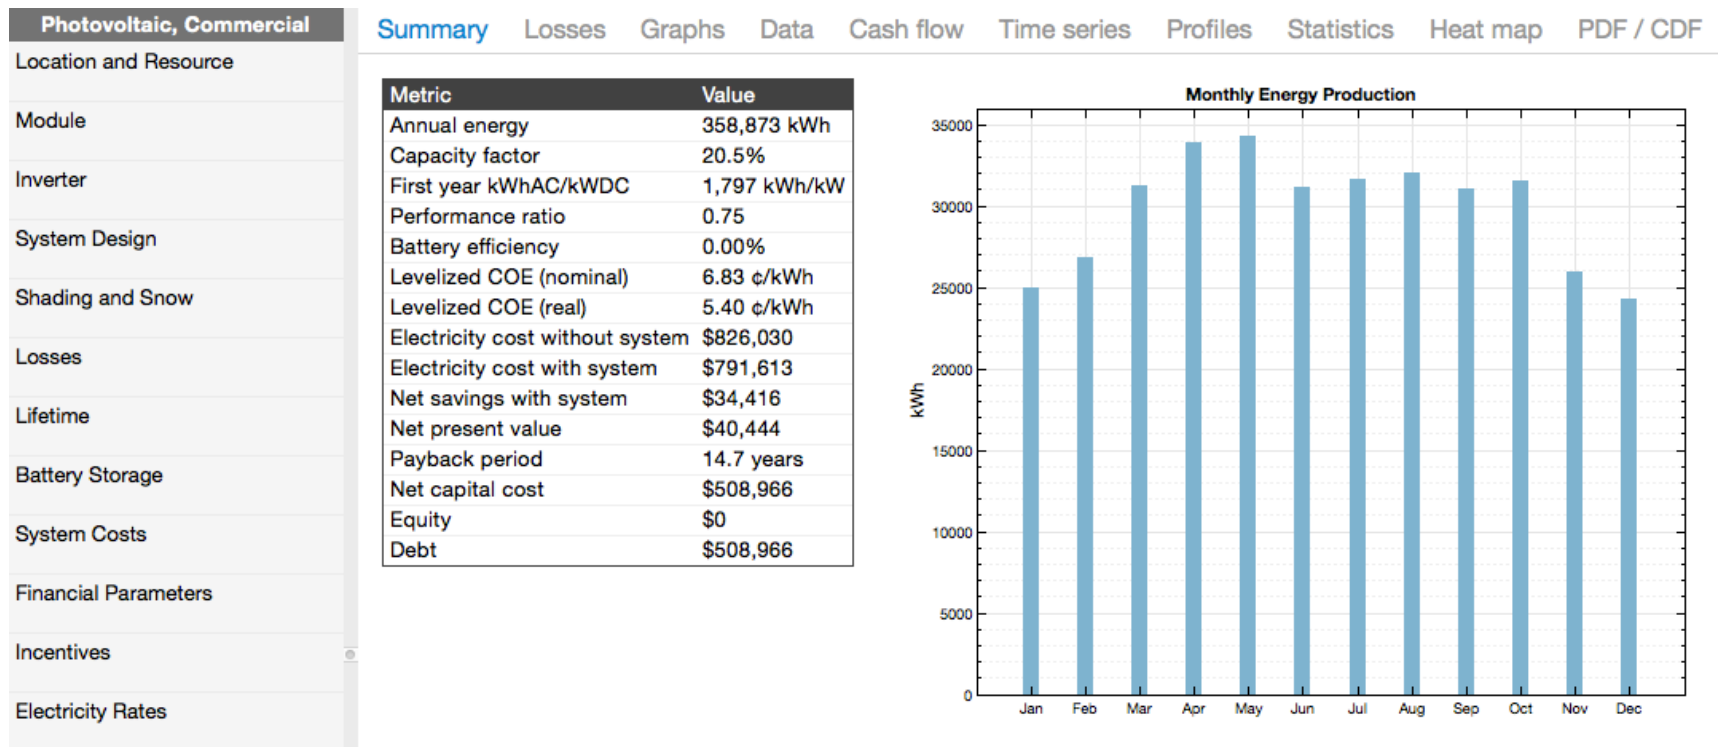 Photovoltaic, Commercial
Location and Resource
Module
Inverter
System Design
Shading and Snow
Losses
Lifetime
Battery Storage
System Costs
Financial Parameters
Incentives
Electricity Rates
Summary Losses Graphs Data Cash flow Time series Profiles Statistics Heat map PDF / CDF
Metric Value
Annual energy 358,873 kWh
Capacity factor 20.5%
First year kWhAC/kWDC 1,797 kWh/kW
Performance ratio 0.75
Battery efficiency 0.00%
Levelized COE (nominal) 6.83 ¢/kWh
Levelized COE (real) 5.40 ¢/kWh
Electricity cost without system $826,030
Electricity cost with system $791,613
Net savings with system $34,416
Net present value $40,444
Payback period 14.7 years
Net capital cost $508,966
Equity $0
Debt $508,966
Monthly Energy Production
35000
30000
25000
20000
15000
10000
5000
0
kWh
Jan Feb Mar Apr May Jun Jul Aug Sep Oct Nov Dec